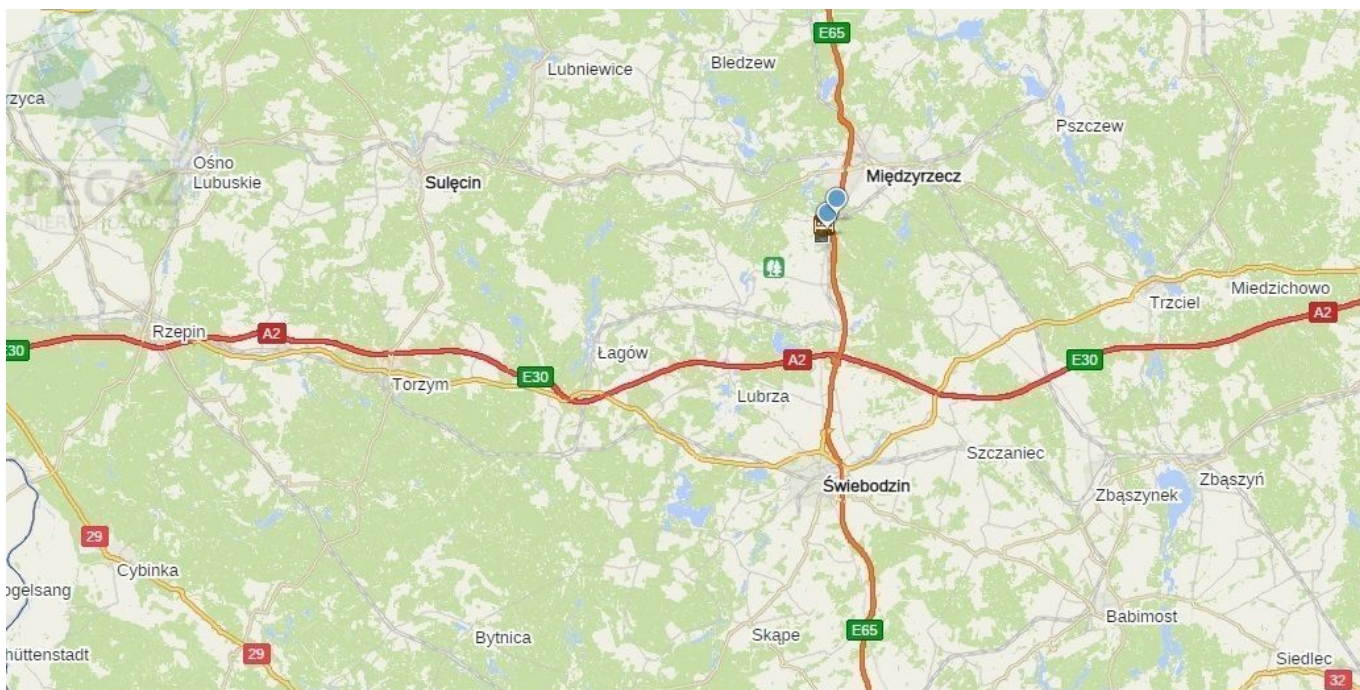 E65
Bledzew
Lubniewice
rzyca
Pszczew
Ośno
Lubuskie
Sulęcin
Międzyrzecz
PEGAZ
Miedzichowo
Trzciel
A2
Rzepin
A2
E30
Łagów
A2
E30
E30
Torzym
Lubrza
Szczaniec
Świebodzin
Zbąszyń
Zbąszynek
29
Cybinka
ogelsang
Babimost
E65
Skąpe
Bytnica
29
hüttenstadt
Siedlec
32